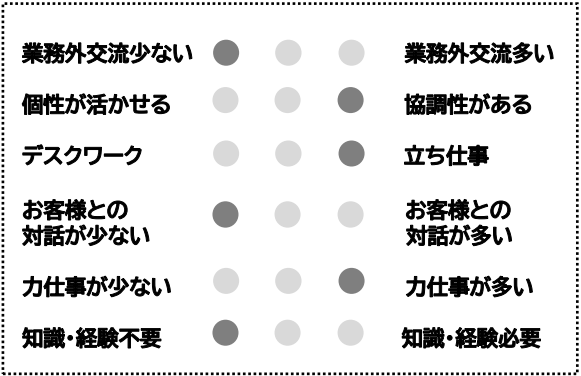 業務外交流少ない 業務外交流多い
個性が活かせる 協調性がある
デスクワーク 立ち仕事
お客様との
対話が少ない
お客様との
対話が多い
力仕事が少ない 力仕事が多い
知識・経験不要 知識・経験必要